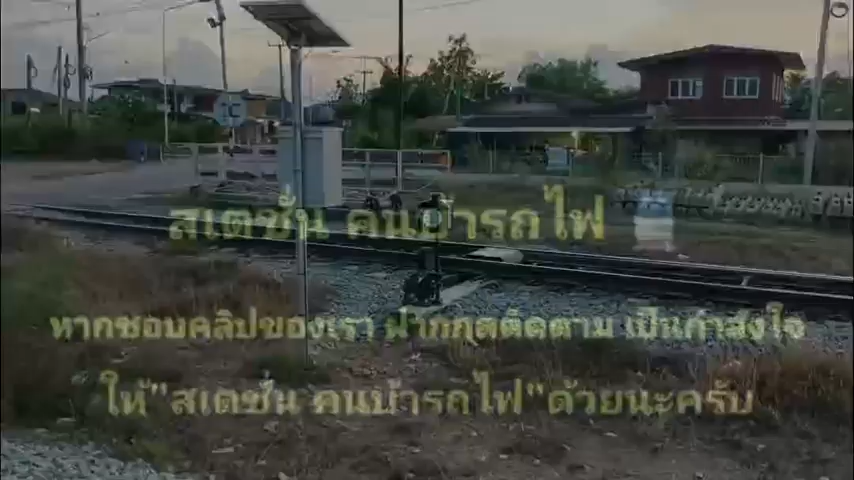 สเตชั่น คนบ้ารถไฟ
หากชอบคลิปของเรา ฝากกดติดตาม เป็นกำลังใจ
ให้"สเตชั่น คนบ้ารถไฟ"ด้วยนะครับ